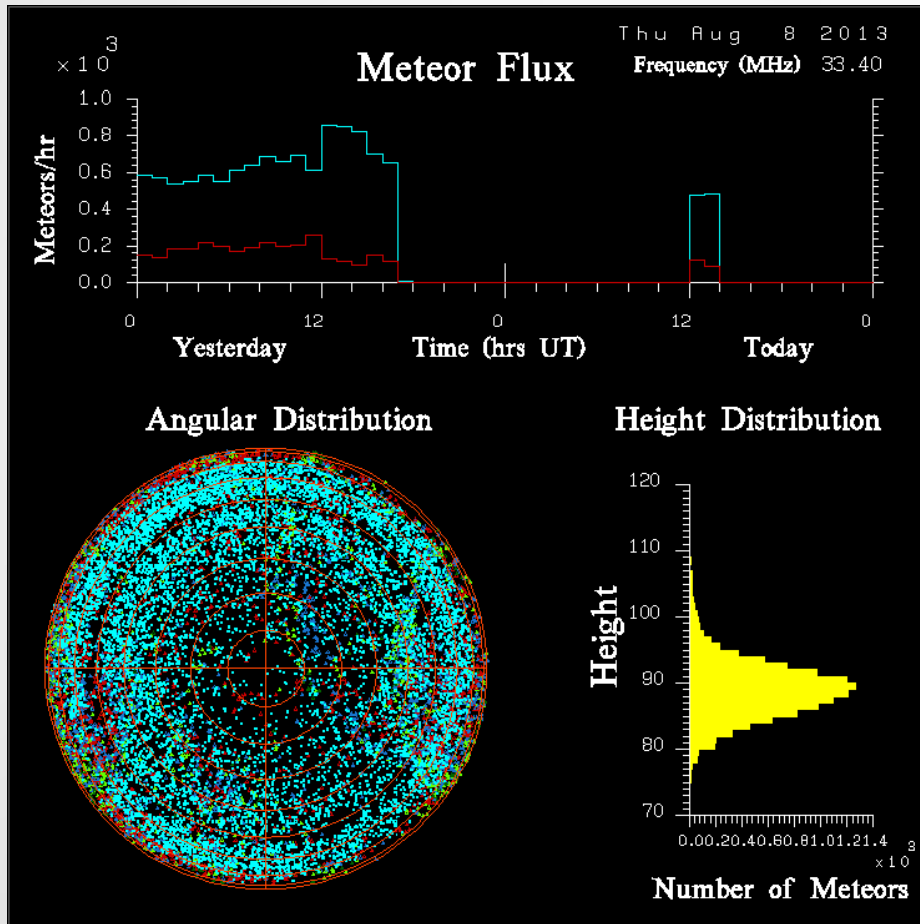 Thu Aug 8 2013
× 10 3
Meteor Flux
Frequency (MHz) 33.40
Meteors/hr
1.0
0.8
0.6
0.4
0.2
0.0
0 12 0 12 0
Yesterday Time (hrs UT) Today
Angular Distribution
Height Distribution
Height
120
110
100
90
80
70
0.00.20.40.60.81.01.21.4
× 10 3
Number of Meteors